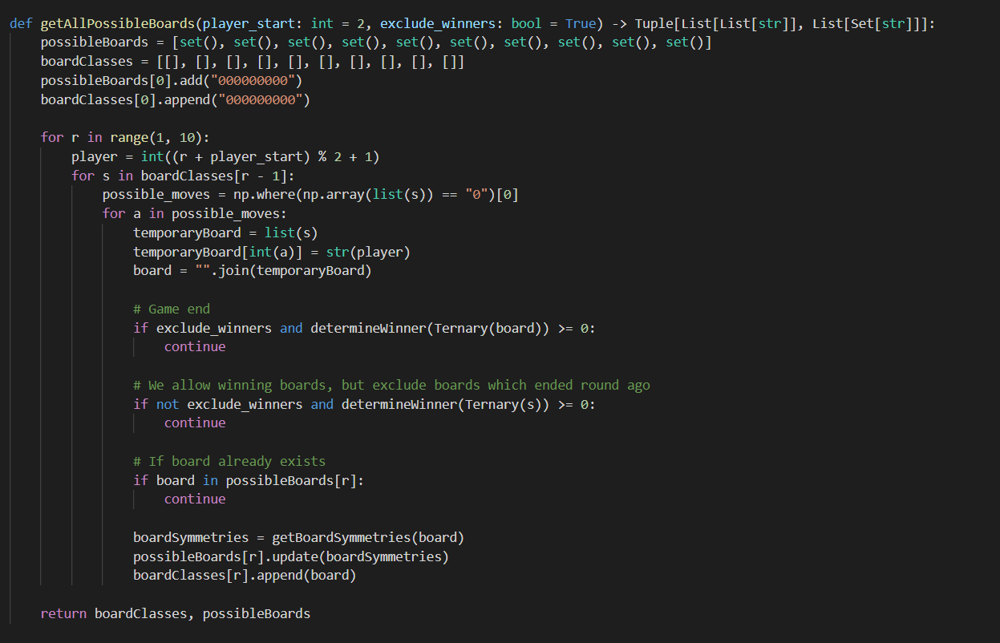 def getAllPossibleBoards(player_start: int = 2, exclude_winners: bool = True) -> Tuple[List[List[str]], List[Set[str]]]:
    possibleBoards = [set(), set(), set(), set(), set(), set(), set(), set(), set(), set()]
    boardClasses = [[], [], [], [], [], [], [], [], [], []]
    possibleBoards[0].add("000000000")
    boardClasses[0].append("000000000")

    for r in range(1, 10):
        player = int((r + player_start) % 2 + 1)
        for s in boardClasses[r - 1]:
            possible_moves = np.where(np.array(list(s)) == "0")[0]
            for a in possible_moves:
                temporaryBoard = list(s)
                temporaryBoard[int(a)] = str(player)
                board = "".join(temporaryBoard)

                # Game end
                if exclude_winners and determineWinner(Ternary(board)) >= 0:
                    continue

                # We allow winning boards, but exclude boards which ended round ago
                if not exclude_winners and determineWinner(Ternary(s)) >= 0:
                    continue

                # If board already exists
                if board in possibleBoards[r]:
                    continue

                boardSymmetries = getBoardSymmetries(board)
                possibleBoards[r].update(boardSymmetries)
                boardClasses[r].append(board)

    return boardClasses, possibleBoards